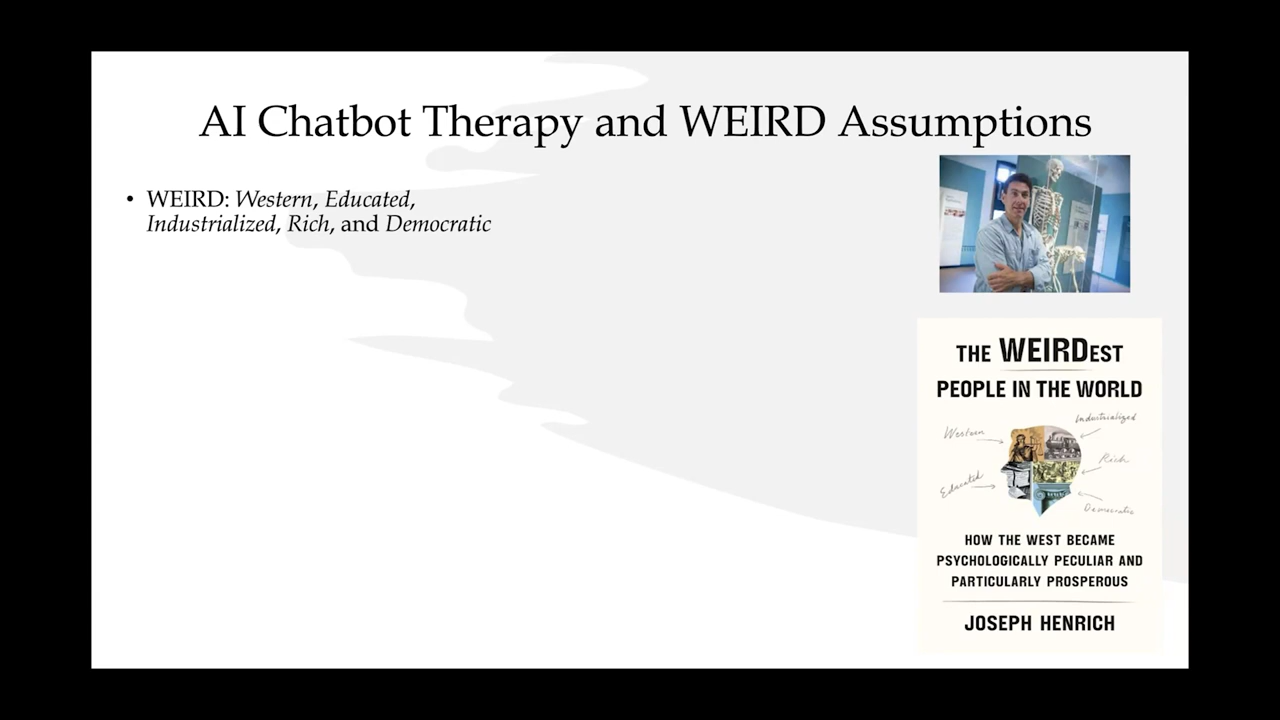 AI Chatbot Therapy and WEIRD Assumptions
• WEIRD: Western, Educated,
Industrialized, Rich, and Democratic
THE WEIRDEST
PEOPLE IN THE WORLD
Western
Industrialized
Rich
Educated
Democratic
HOW THE WEST BECAME
PSYCHOLOGICALLY PECULIAR AND
PARTICULARLY PROSPEROUS
JOSEPH HENRICH